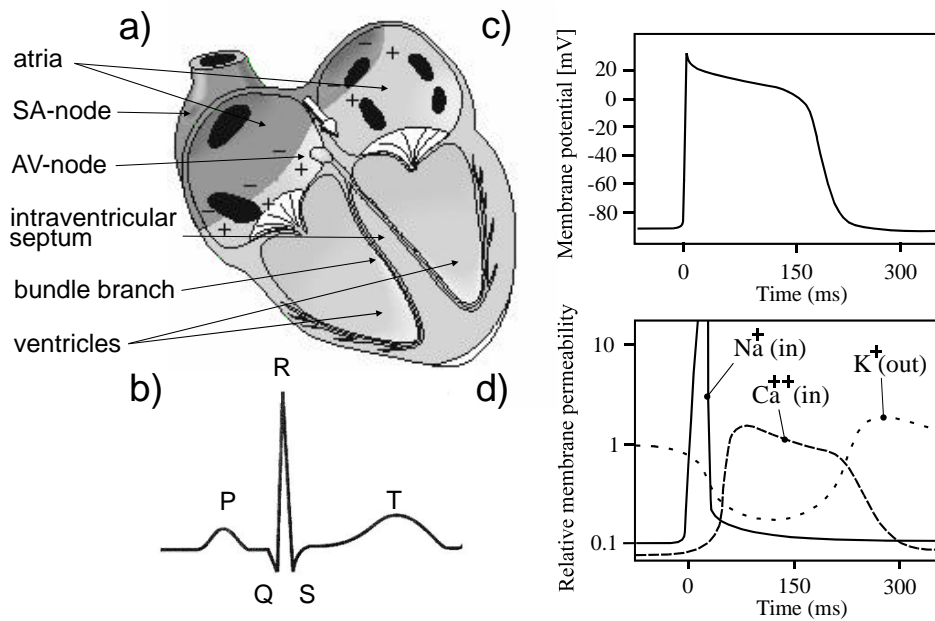 a)
atria
SA-node
AV-node
intraventricular
septum
bundle branch
ventricles
− + − + − + − + − + − +
b)
R
P
T
Q S
c)
Membrane potential [mV]
20
0
-20
-40
-60
-80
0 150 300
Time (ms)
d)
Relative membrane permeability
10
1
0.1
Na+ (in)
Ca++ (in)
K+ (out)
0 150 300
Time (ms)